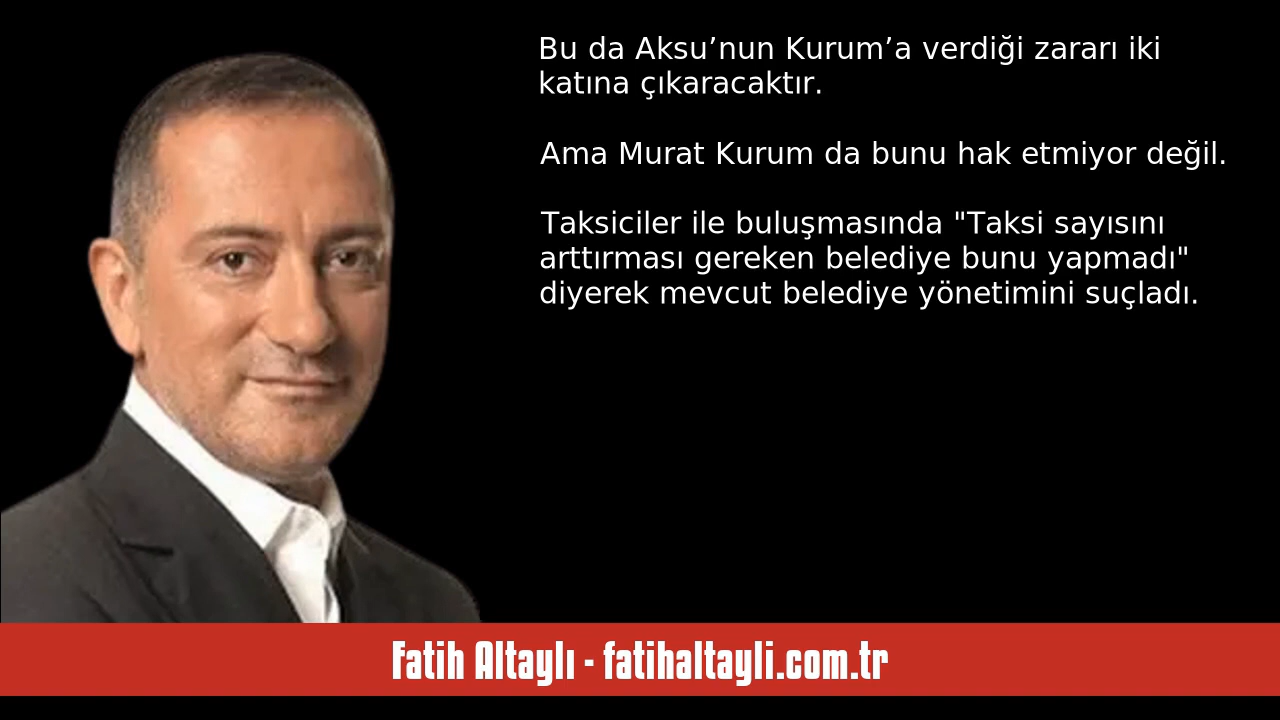 Bu da Aksu’nun Kurum’a verdiği zararı iki
katına çıkaracaktır.
Ama Murat Kurum da bunu hak etmiyor değil.
Taksiciler ile buluşmasında "Taksi sayısını
arttırması gereken belediye bunu yapmadı"
diyerek mevcut belediye yönetimini suçladı.
Fatih Altaylı - fatihaltayli.com.tr